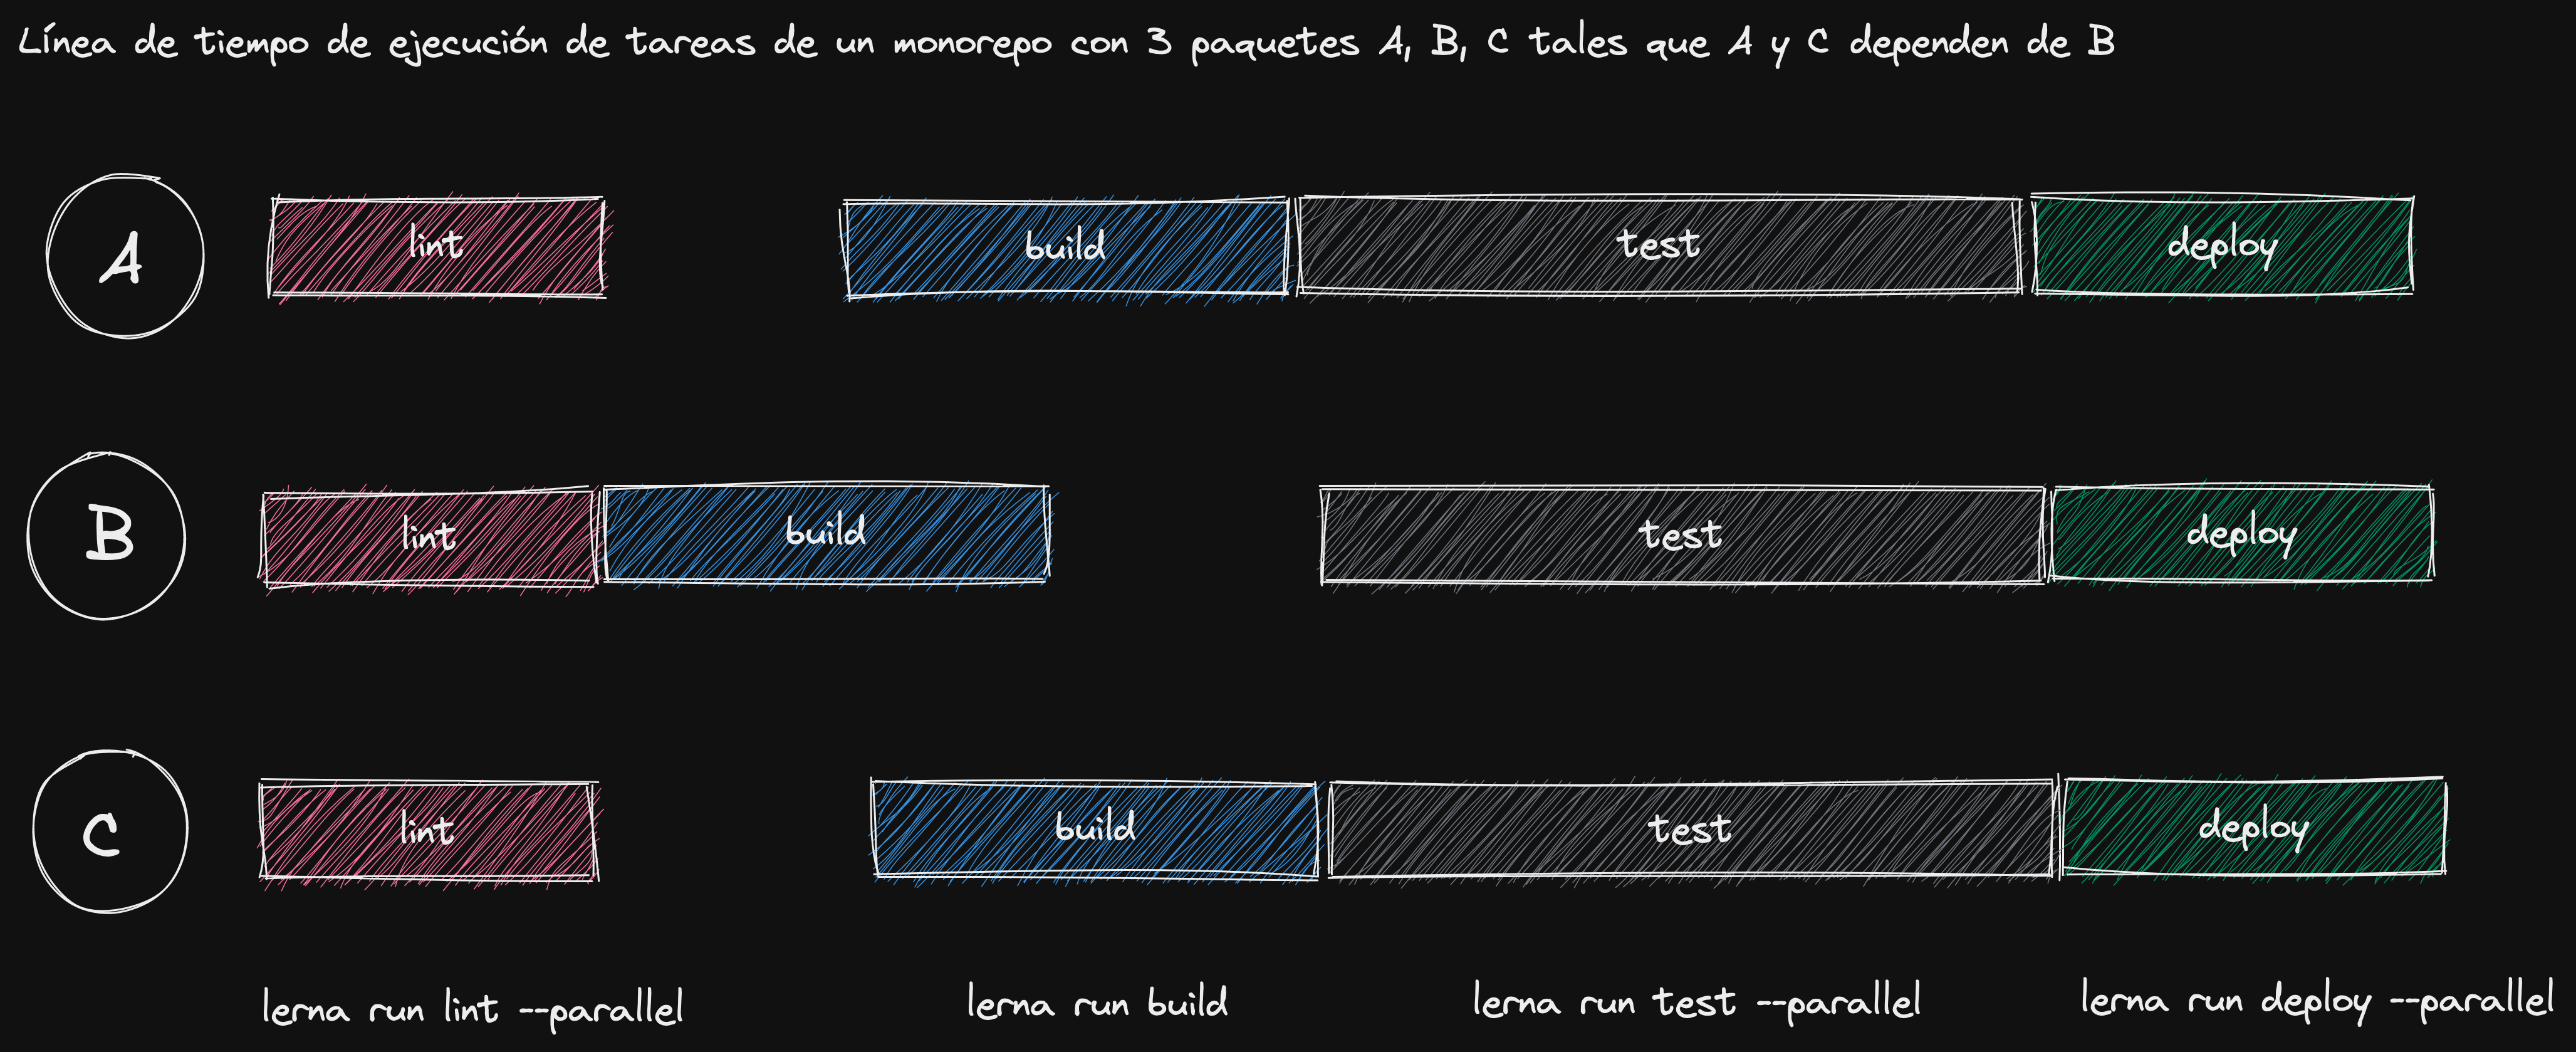 Línea de tiempo de ejecución de tareas de un monorepo con 3 paquetes A, B, C tales que A y C dependen de B
A
lint
build
test
deploy
B
lint
build
test
deploy
C
lint
build
test
deploy
lerna run lint --parallel
lerna run build
lerna run test --parallel
lerna run deploy --parallel